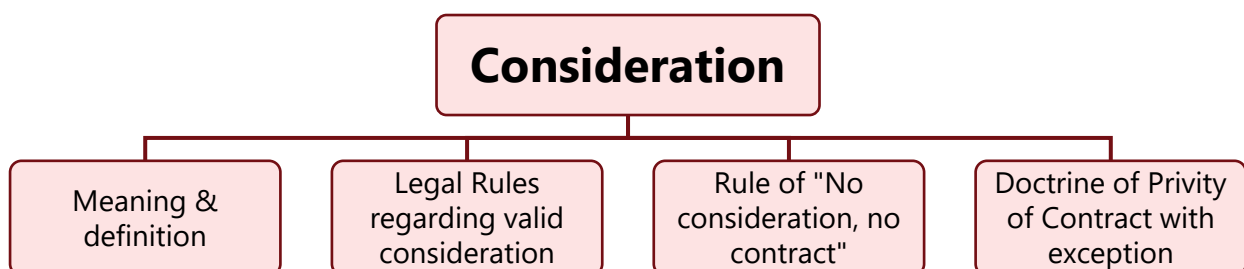 Consideration
Meaning &
definition
Legal Rules
regarding valid
consideration
Rule of "No
consideration, no
contract"
Doctrine of Privity
of Contract with
exception